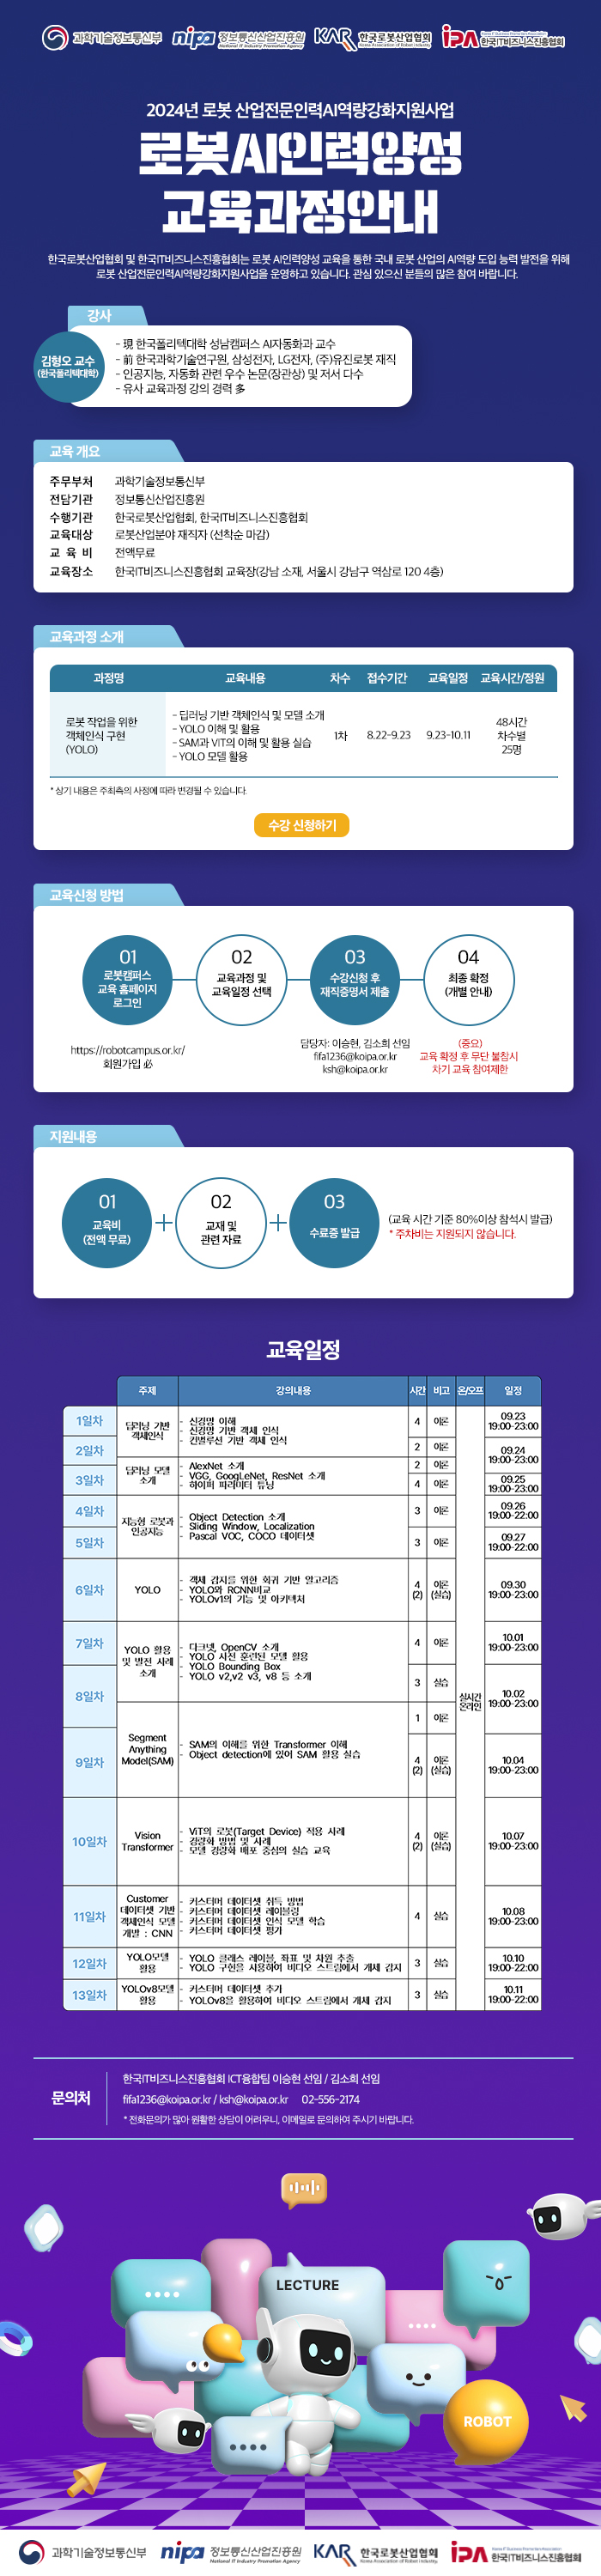 과학기술정보통신부
nipa 정보통신산업진흥원
National IT Industry Promotion Agency
KAR 한국로봇산업협회
Korea Association of Robot Industry
iPA 한국IT비즈니스진흥협회
2024년 로봇 산업전문인력AI역량강화지원사업
로봇AI인력양성
교육과정안내
한국로봇산업협회 및 한국IT비즈니스진흥협회는 로봇 AI인력양성 교육을 통한 국내 로봇 산업의 AI역량 도입 능력 발전을 위해
로봇 산업전문인력AI역량강화지원사업을 운영하고 있습니다. 관심 있으신 분들의 많은 참여 바랍니다.
강사
김형오 교수
(한국폴리텍대학)
- 現 한국폴리텍대학 성남캠퍼스 AI자동화과 교수
- 前 한국과학기술연구원, 삼성전자, LG전자, (주)유진로봇 재직
- 인공지능, 자동화 관련 우수 논문(장관상) 및 저서 다수
- 유사 교육과정 강의 경력 多
교육 개요
주무부처 과학기술정보통신부
전담기관 정보통신산업진흥원
수행기관 한국로봇산업협회, 한국IT비즈니스진흥협회
교육대상 로봇산업분야 재직자 (선착순 마감)
교 육 비 전액무료
교육장소 한국IT비즈니스진흥협회 교육장(강남 소재, 서울시 강남구 역삼로 120 4층)
교육과정 소개
과정명 교육내용 차수 접수기간 교육일정 교육시간/정원
로봇 작업을 위한
객체인식 구현
(YOLO)
- 딥러닝 기반 객체인식 및 모델 소개
- YOLO 이해 및 활용
- SAM과 VIT의 이해 및 활용 실습
- YOLO 모델 활용
1차 8.22-9.23 9.23-10.11
48시간
차수별
25명
* 상기 내용은 주최측의 사정에 따라 변경될 수 있습니다.
수강 신청하기
교육신청 방법
01
로봇캠퍼스
교육 홈페이지
로그인
https://robotcampus.or.kr/
회원가입 必
02
교육과정 및
교육일정 선택
03
수강신청 후
재직증명서 제출
담당자: 이승현, 김소희 선임
fifa1236@koipa.or.kr
ksh@koipa.or.kr
04
최종 확정
(개별 안내)
(중요)
교육 확정 후 무단 불참시
차기 교육 참여제한
지원내용
01
교육비
(전액 무료)
+
02
교재 및
관련 자료
+
03
수료증 발급
(교육 시간 기준 80%이상 참석시 발급)
* 주차비는 지원되지 않습니다.
교육일정
주제 강의내용 시간 비고 온/오프 일정
1일차
2일차
딥러닝 기반
객체인식
- 신경망 이해
- 신경망 기반 객체 인식
- 컨볼루션 기반 객체 인식
4 이론
2 이론
09.23
19:00-23:00
09.24
19:00-23:00
3일차
딥러닝 모델
소개
- AlexNet 소개
- VGG, GoogLeNet, ResNet 소개
- 하이퍼 파라미터 튜닝
2 이론
4 이론
09.25
19:00-23:00
4일차
5일차
지능형 로봇과
인공지능
- Object Detection 소개
- Sliding Window, Localization
- Pascal VOC, COCO 데이터셋
3 이론
3 이론
09.26
19:00-22:00
09.27
19:00-22:00
6일차
YOLO
- 객체 감지를 위한 회귀 기반 알고리즘
- YOLO와 RCNN비교
- YOLOv1의 기능 및 아키텍처
4
(2)
이론
(실습)
09.30
19:00-23:00
7일차
8일차
YOLO 활용
및 발전 사례
소개
- 다크넷, OpenCV 소개
- YOLO 사전 훈련된 모델 활용
- YOLO Bounding Box
- YOLO v2,v2 v3, v8 등 소개
4 이론
3 실습
실시간
온라인
10.01
19:00-23:00
10.02
19:00-23:00
9일차
Segment
Anything
Model(SAM)
- SAM의 이해를 위한 Transformer 이해
- Object detection에 있어 SAM 활용 실습
1 이론
4
(2)
이론
(실습)
10.04
19:00-23:00
10일차
Vision
Transformer
- ViT의 로봇(Target Device) 적용 사례
- 경량화 방법 및 사례
- 모델 경량화 배포 중심의 실습 교육
4
(2)
이론
(실습)
10.07
19:00-23:00
11일차
Customer
데이터셋 기반
객체인식 모델
개발 : CNN
- 커스터머 데이터셋 취득 방법
- 커스터머 데이터셋 레이블링
- 커스터머 데이터셋 인식 모델 학습
- 커스터머 데이터셋 평가
4 실습
10.08
19:00-23:00
12일차
YOLO모델
활용
- YOLO 클래스 레이블, 좌표 및 차원 추출
- YOLO 구현을 사용하여 비디오 스트림에서 개체 감지
3 실습
10.10
19:00-22:00
13일차
YOLOv8모델
활용
- 커스터머 데이터셋 추가
- YOLOv8을 활용하여 비디오 스트림에서 개체 감지
3 실습
10.11
19:00-22:00
문의처
한국IT비즈니스진흥협회 ICT융합팀 이승현 선임 / 김소희 선임
fifa1236@koipa.or.kr / ksh@koipa.or.kr 02-556-2174
* 전화문의가 많아 원활한 상담이 어려우니, 이메일로 문의하여 주시기 바랍니다.
LECTURE
ROBOT
과학기술정보통신부
nipa 정보통신산업진흥원
National IT Industry Promotion Agency
KAR 한국로봇산업협회
Korea Association of Robot Industry
iPA 한국IT비즈니스진흥협회